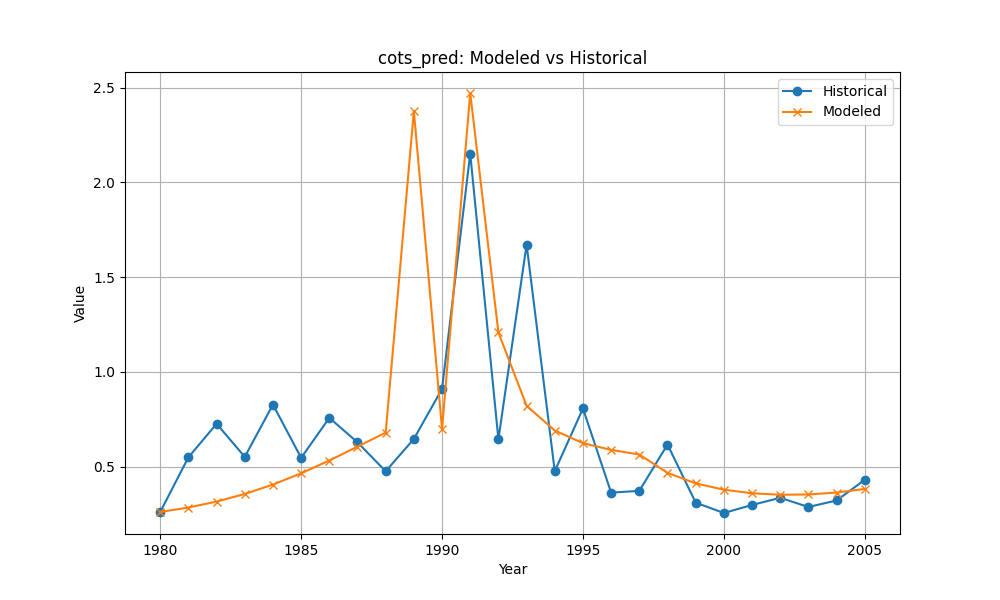 cots_pred: Modeled vs Historical
Historical
Modeled
2.5
2.0
1.5
1.0
0.5
Value
1980 1985 1990 1995 2000 2005
Year